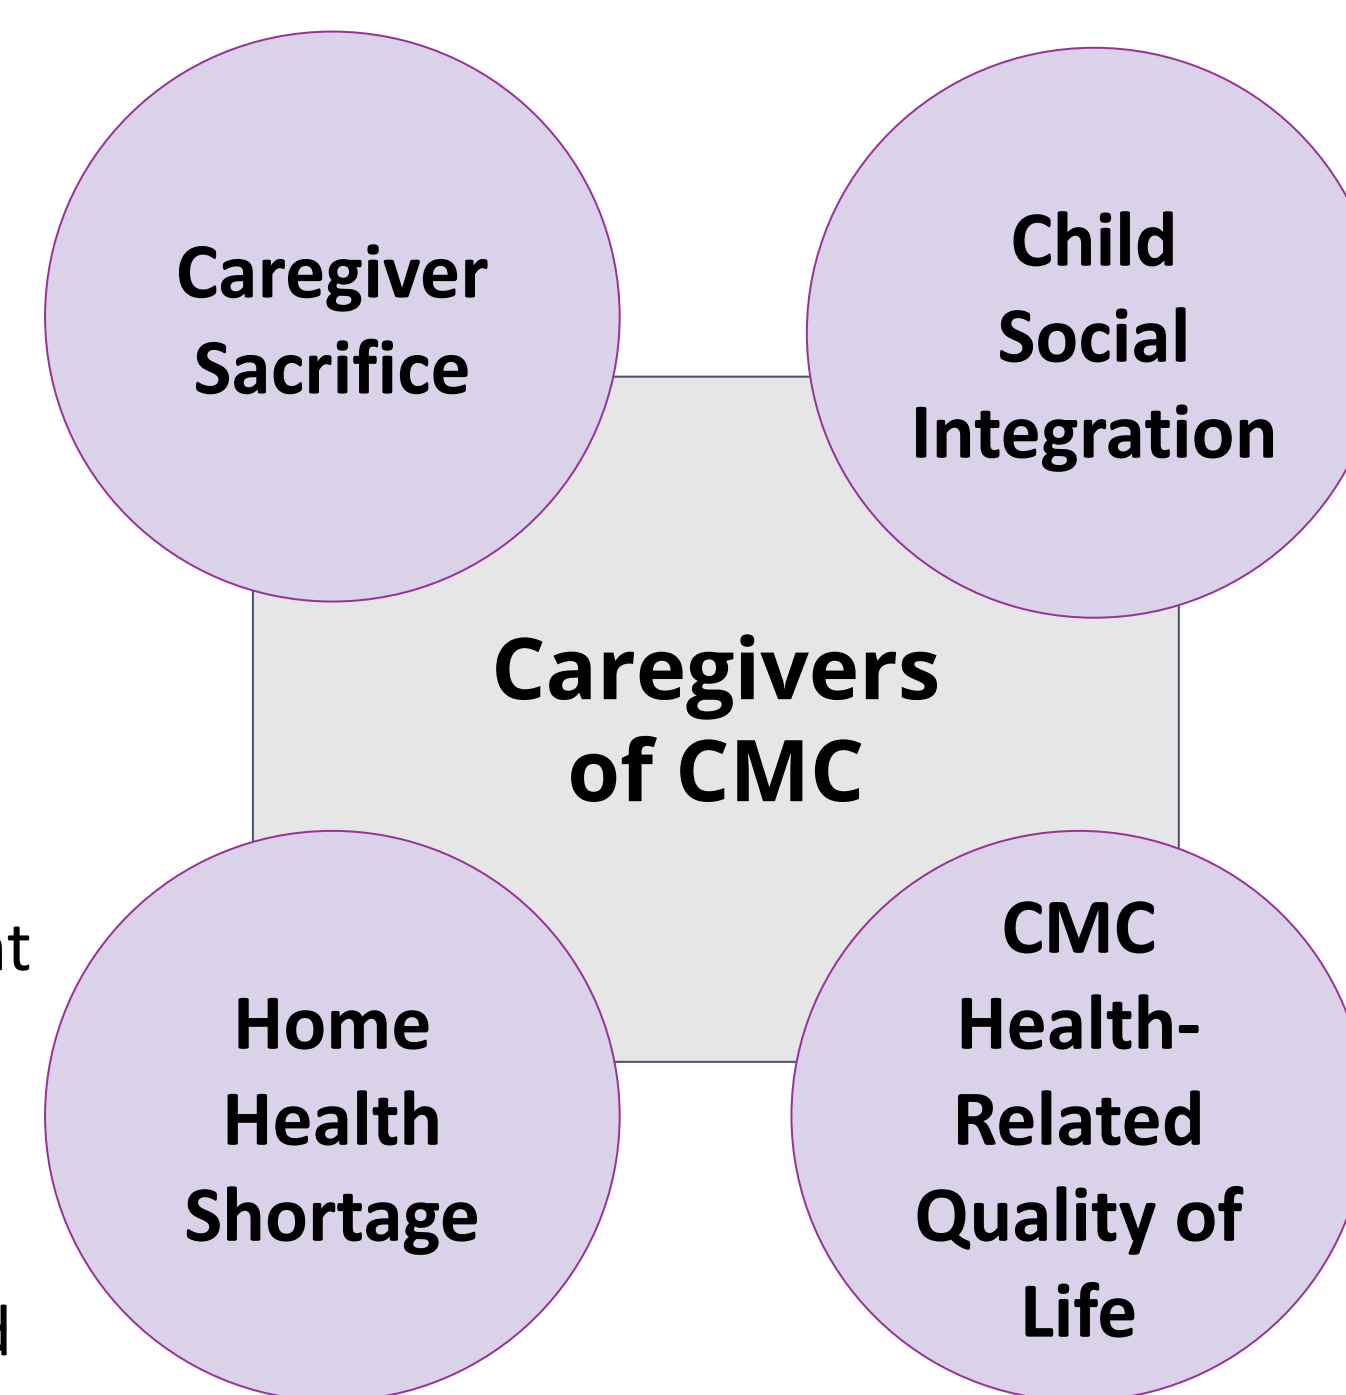 Caregiver
Sacrifice
Child
Social
Integration
Caregivers
of CMC
Home
Health
Shortage
CMC
Health-
Related
Quality of
Life